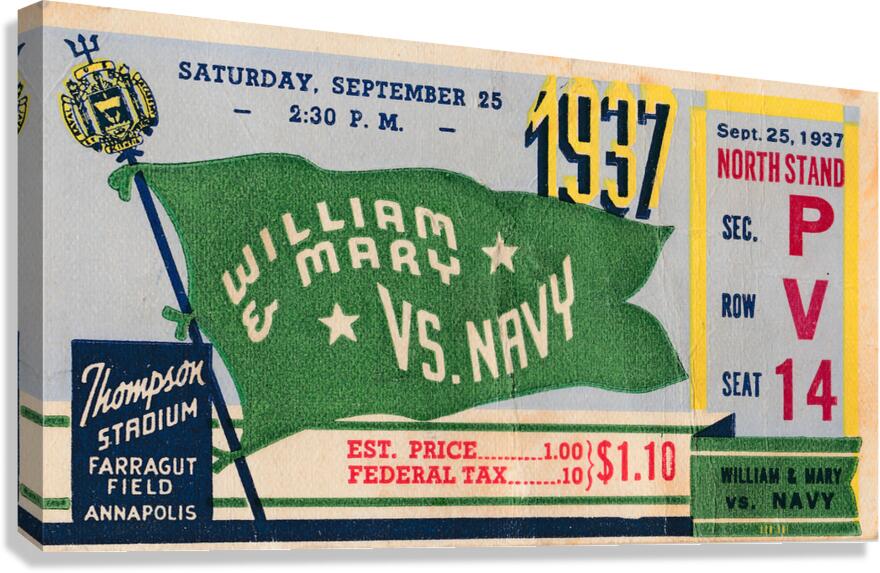 SATURDAY, SEPTEMBER 25
– 2:30 P. M. –
1937
WILLIAM
& MARY
VS. NAVY
Thompson
STADIUM
FARRAGUT
FIELD
ANNAPOLIS
EST. PRICE..........1.00
FEDERAL TAX........10
$1.10
Sept. 25, 1937
NORTH STAND
SEC. P
ROW V
SEAT 14
WILLIAM & MARY
VS. NAVY